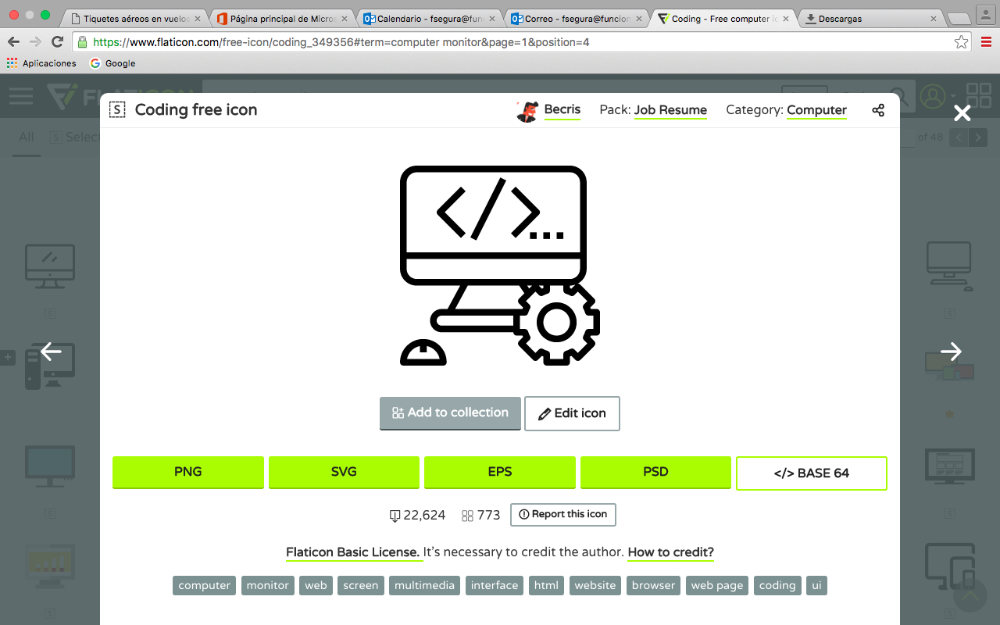 Tiquetes aéreos en vuelos
Página principal de Micros
Calendario - fsegura@fun
Correo - fsegura@funcion
Coding - Free computer i
Descargas
https://www.flaticon.com/free-icon/coding_349356#term=computer monitor&page=1&position=4
Aplicaciones Google
FLATICON
All S Select of 48
S Coding free icon Becris Pack: Job Resume Category: Computer
</> ...
Add to collection Edit icon
PNG SVG EPS PSD </> BASE 64
22,624 773 Report this icon
Flaticon Basic License. It's necessary to credit the author. How to credit?
computer monitor web screen multimedia interface html website browser web page coding ui